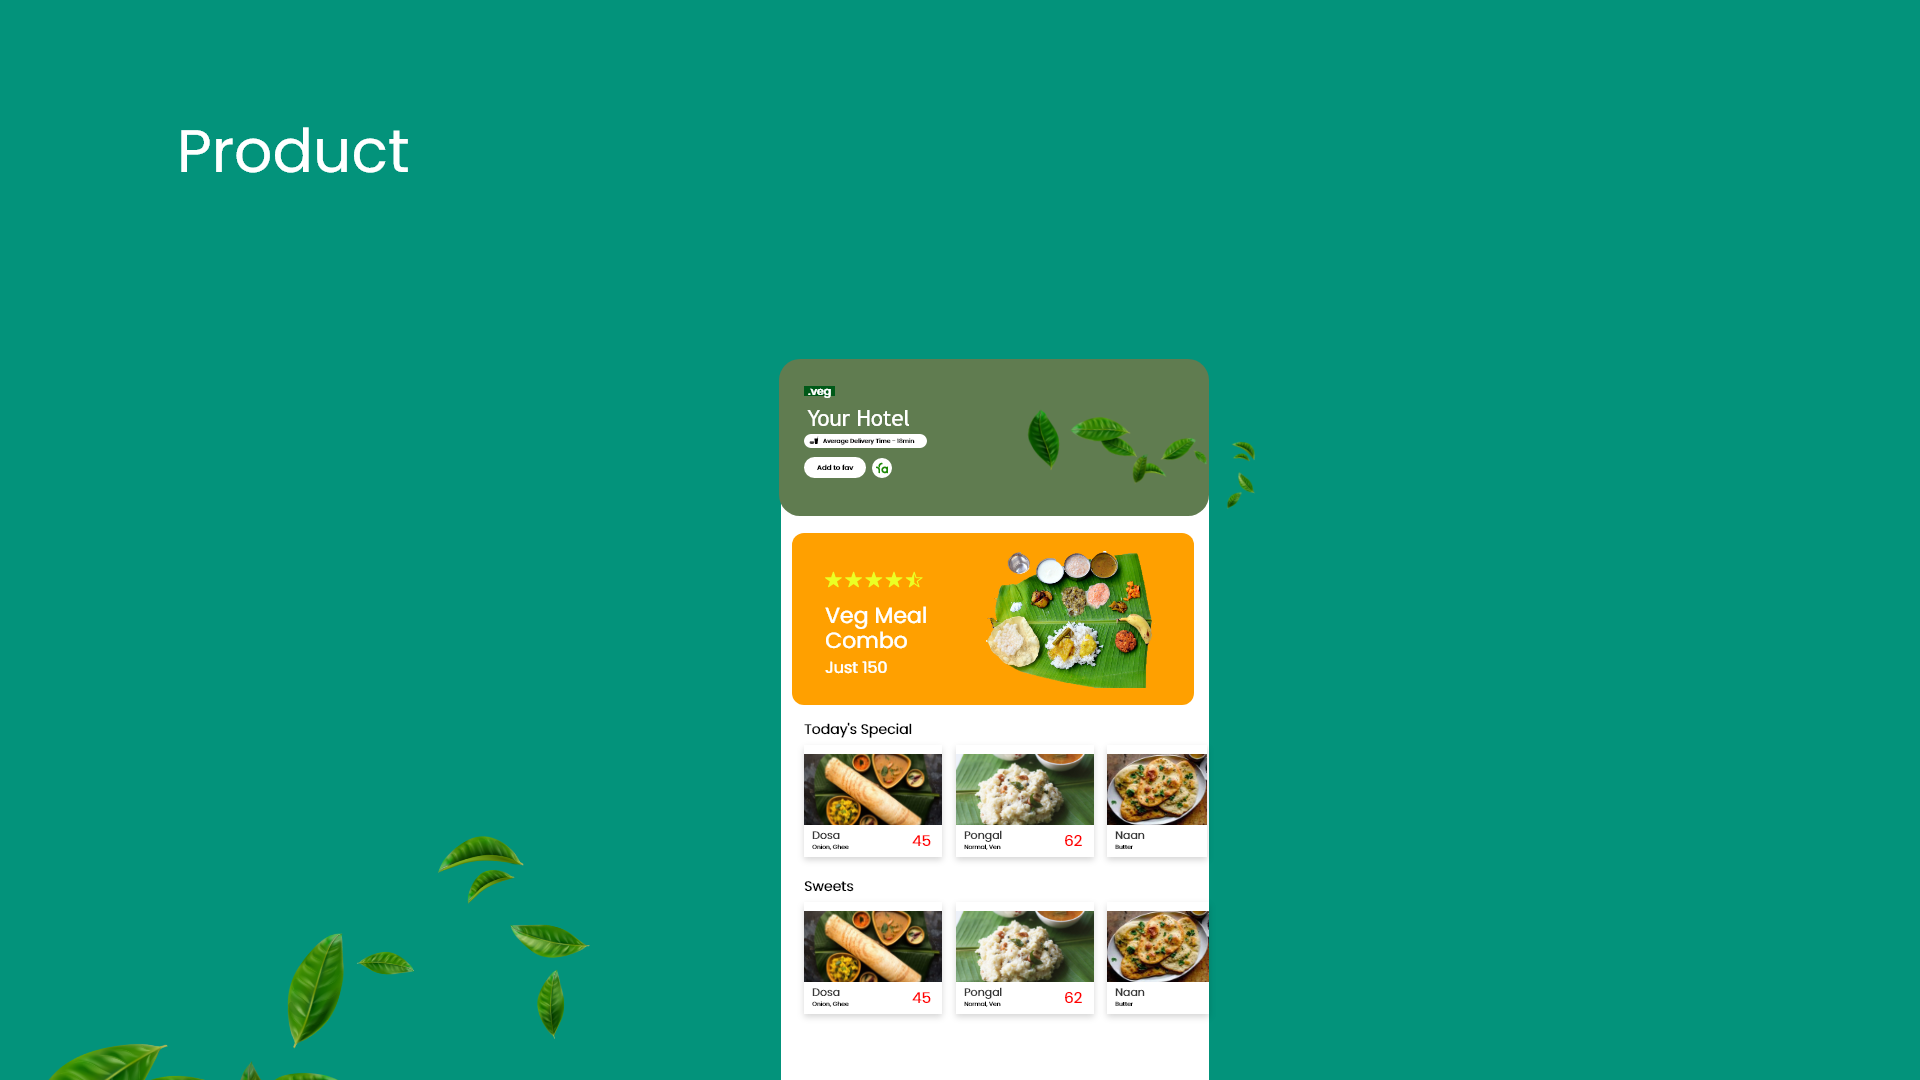 Product
.veg
Your Hotel
Average Delivery Time - 18min
Add to fav
Veg Meal
Combo
Just 150
Today's Special
Dosa
Onion, Ghee
45
Pongal
Normal, Ven
62
Naan
Butter
Sweets
Dosa
Onion, Ghee
45
Pongal
Normal, Ven
62
Naan
Butter